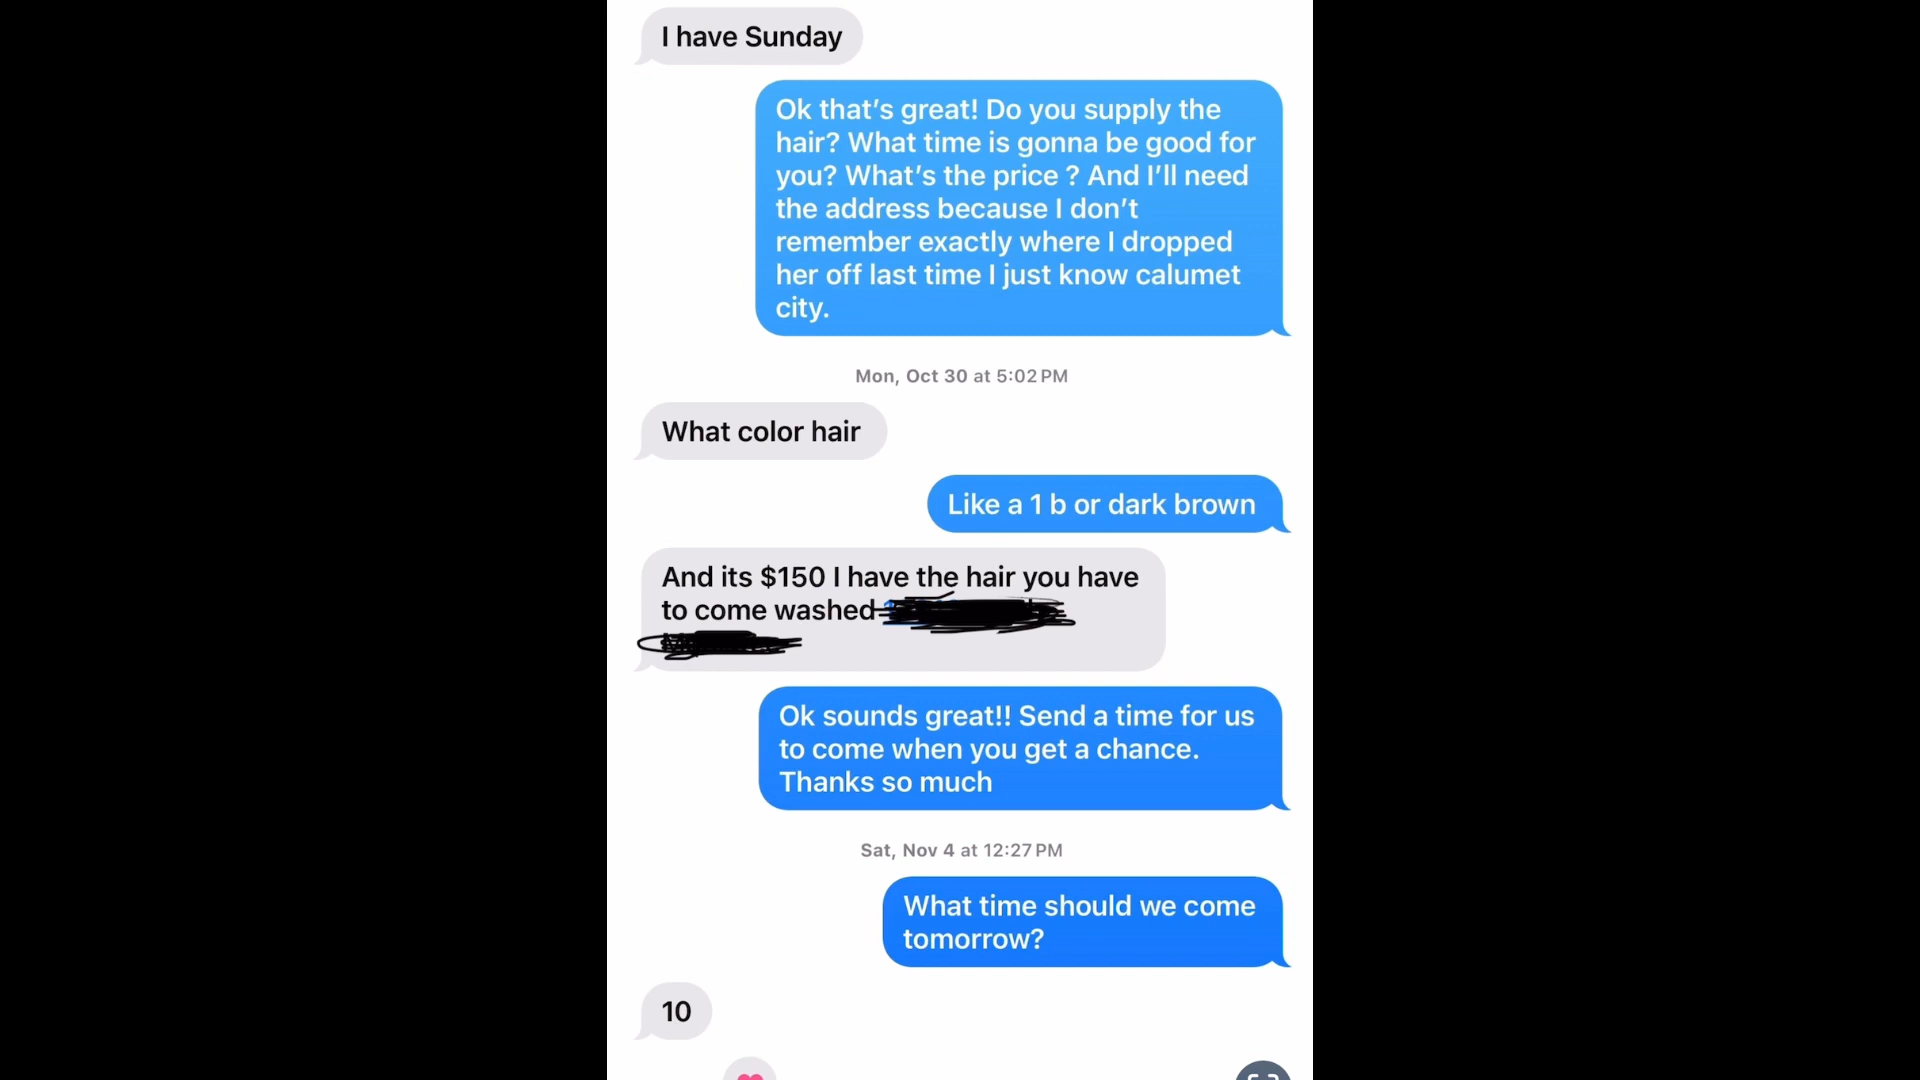 I have Sunday
Ok that's great! Do you supply the
hair? What time is gonna be good for
you? What's the price ? And I'll need
the address because I don't
remember exactly where I dropped
her off last time I just know calumet
city.
Mon, Oct 30 at 5:02 PM
What color hair
Like a 1 b or dark brown
And its $150 I have the hair you have
to come washed
Ok sounds great!! Send a time for us
to come when you get a chance.
Thanks so much
Sat, Nov 4 at 12:27 PM
What time should we come
tomorrow?
10